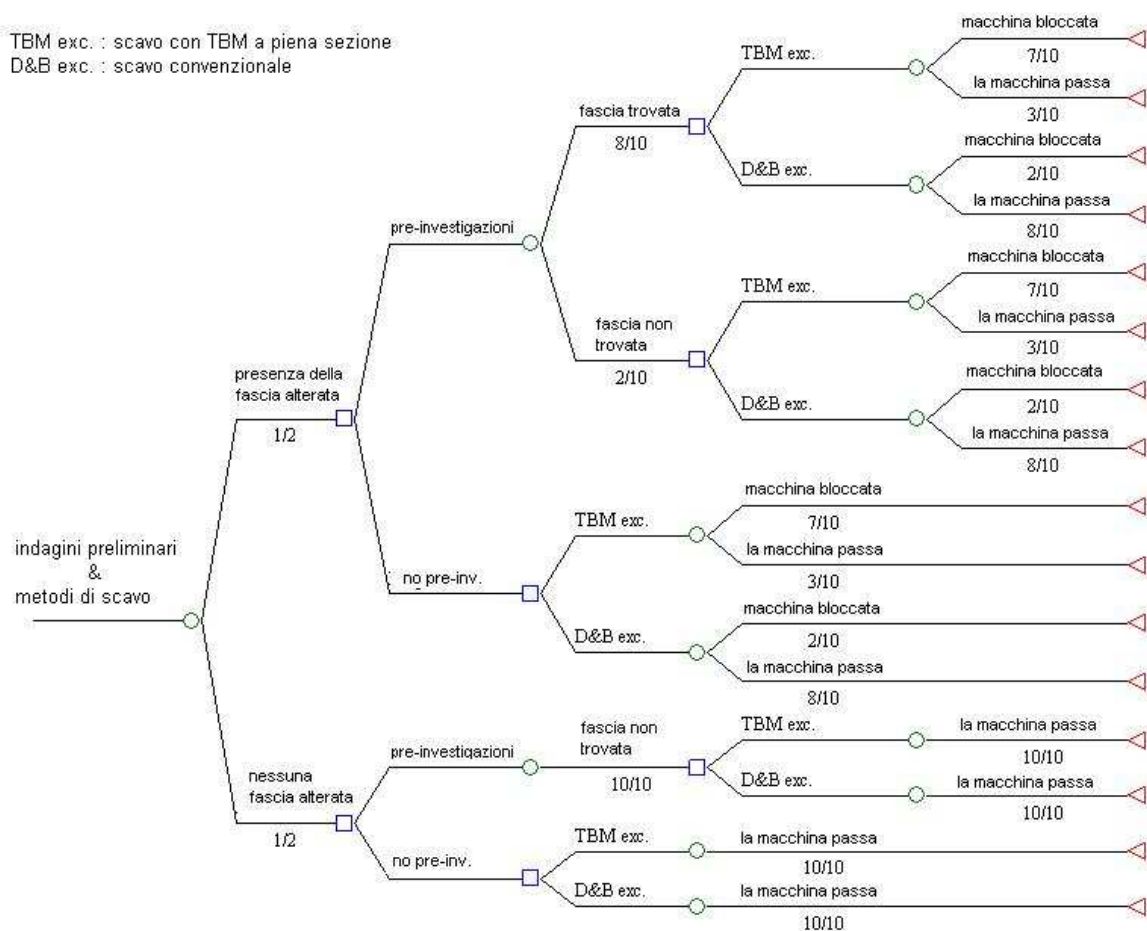 TBM exc. : scavo con TBM a piena sezione
D&B exc. : scavo convenzionale
indagini preliminari
&
metodi di scavo
presenza della
fascia alterata
1/2
pre-investigazioni
fascia trovata
8/10
TBM exc.
macchina bloccata
7/10
la macchina passa
3/10
D&B exc.
macchina bloccata
2/10
la macchina passa
8/10
fascia non
trovata
2/10
TBM exc.
macchina bloccata
7/10
la macchina passa
3/10
D&B exc.
macchina bloccata
2/10
la macchina passa
8/10
no pre-inv.
TBM exc.
macchina bloccata
7/10
la macchina passa
3/10
D&B exc.
macchina bloccata
2/10
la macchina passa
8/10
nessuna
fascia alterata
1/2
pre-investigazioni
fascia non
trovata
10/10
TBM exc.
la macchina passa
10/10
D&B exc.
la macchina passa
10/10
no pre-inv.
TBM exc.
la macchina passa
10/10
D&B exc.
la macchina passa
10/10